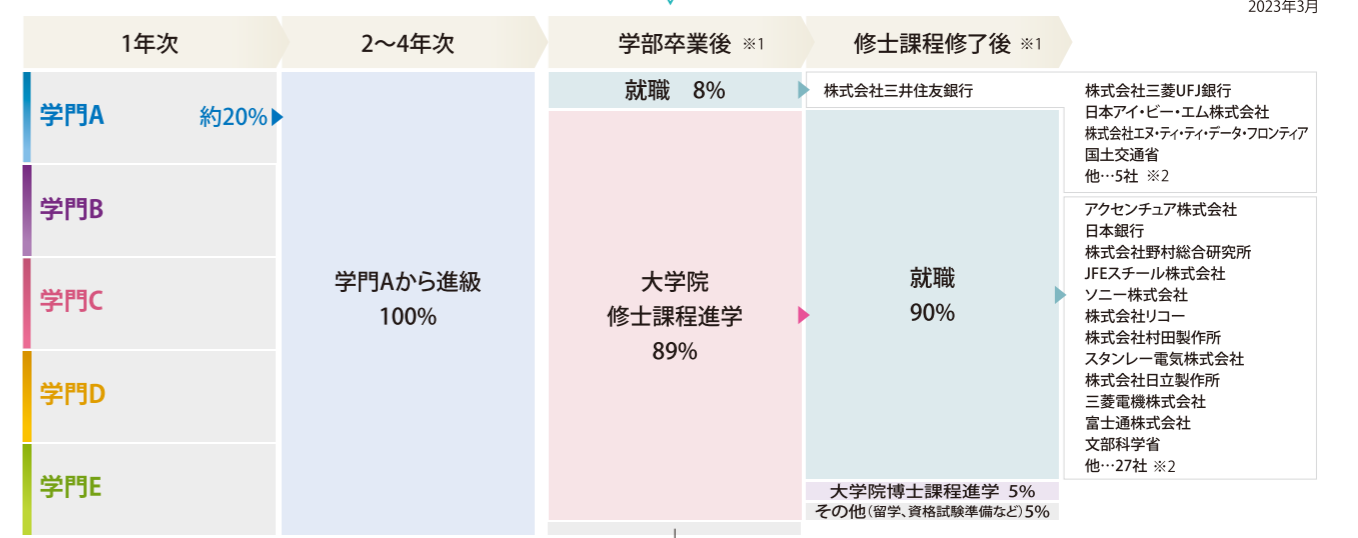 2023年3月
1年次
2〜4年次
学部卒業後 ※1
修士課程修了後 ※1
学門A
約20%
学門B
学門C
学門D
学門E
学門Aから進級
100%
就職 8%
大学院
修士課程進学
89%
株式会社三井住友銀行
株式会社三菱UFJ銀行
日本アイ・ビー・エム株式会社
株式会社エヌ・ティ・ティ・データ・フロンティア
国土交通省
他…5社 ※2
就職
90%
アクセンチュア株式会社
日本銀行
株式会社野村総合研究所
JFEスチール株式会社
ソニー株式会社
株式会社リコー
株式会社村田製作所
スタンレー電気株式会社
株式会社日立製作所
三菱電機株式会社
富士通株式会社
文部科学省
他…27社 ※2
大学院博士課程進学 5%
その他(留学、資格試験準備など)5%